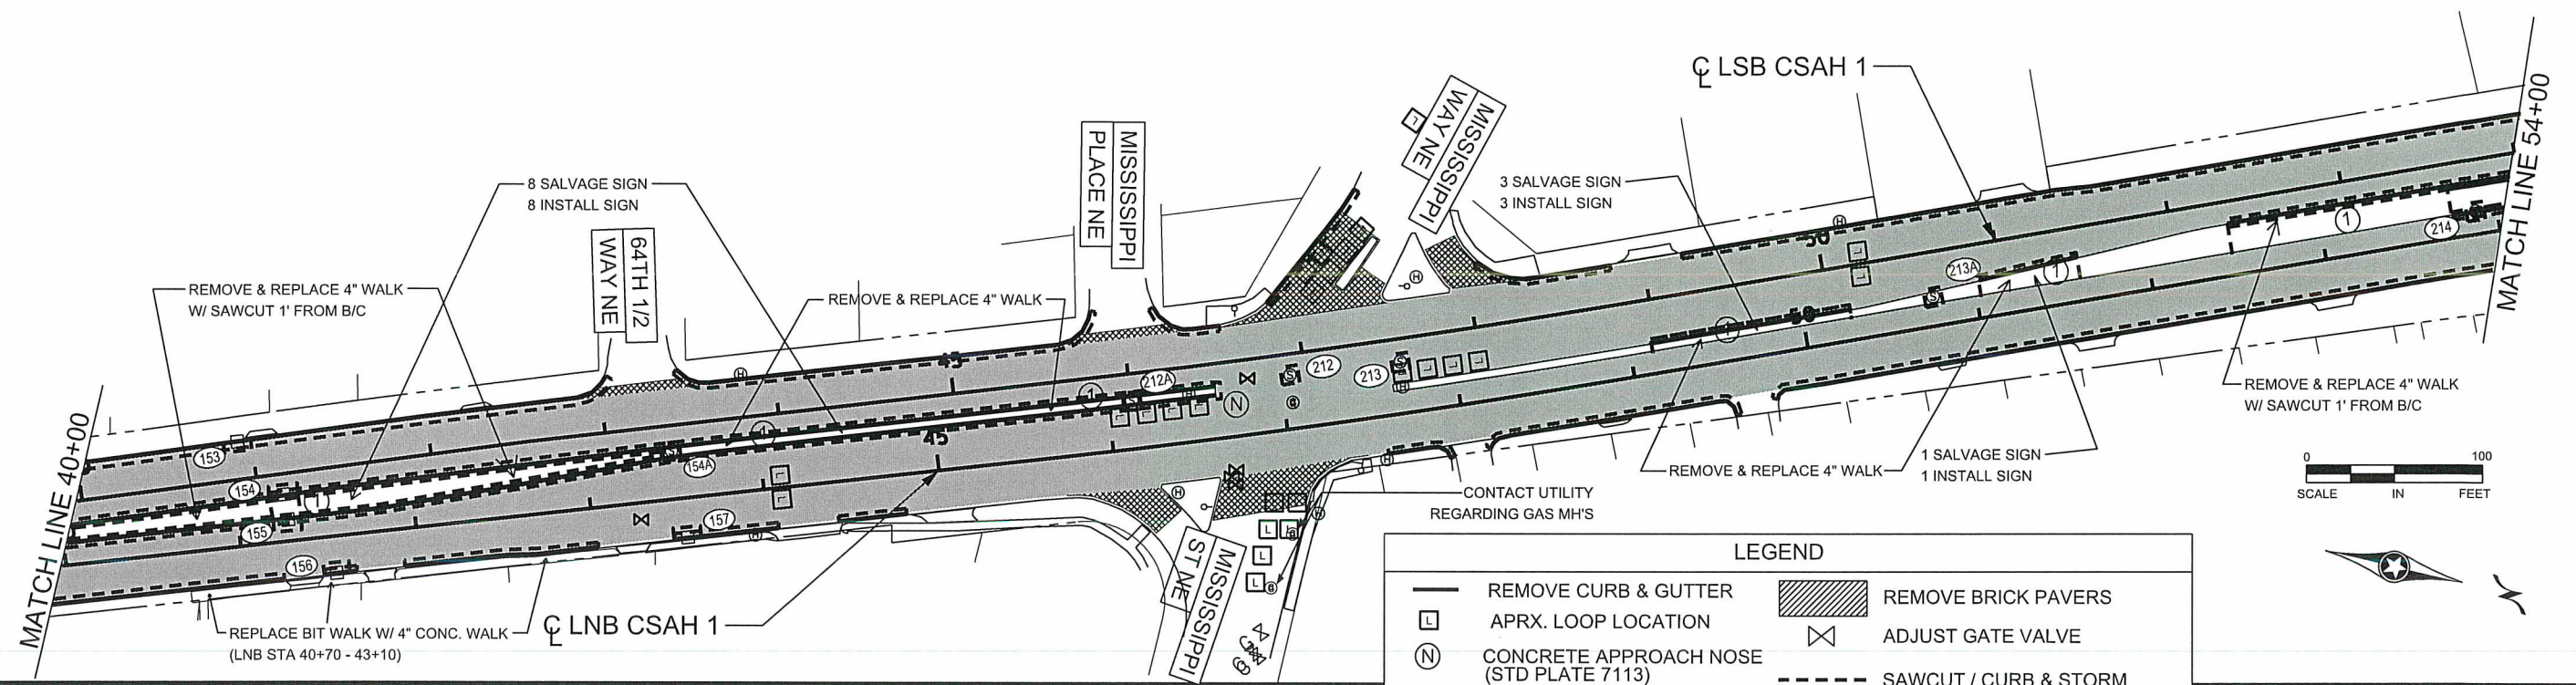 ℄ LSB CSAH 1
MISSISSIPPI
WAY NE
L
MISSISSIPPI
PLACE NE
64TH 1/2
WAY NE
8 SALVAGE SIGN
8 INSTALL SIGN
3 SALVAGE SIGN
3 INSTALL SIGN
REMOVE & REPLACE 4" WALK
W/ SAWCUT 1' FROM B/C
REMOVE & REPLACE 4" WALK
MATCH LINE 54+00
MATCH LINE 40+00
153
154
155
156
157
154A
1
1
1
45
45
212A
212
213
N
50
50
213A
1
1
1
214
REMOVE & REPLACE 4" WALK
W/ SAWCUT 1' FROM B/C
REMOVE & REPLACE 4" WALK
1 SALVAGE SIGN
1 INSTALL SIGN
CONTACT UTILITY
REGARDING GAS MH'S
MISSISSIPPI
ST NE
REPLACE BIT WALK W/ 4" CONC. WALK
(LNB STA 40+70 - 43+10)
℄ LNB CSAH 1
0 100
SCALE IN FEET
LEGEND
REMOVE CURB & GUTTER
L APRX. LOOP LOCATION
N CONCRETE APPROACH NOSE
(STD PLATE 7113)
REMOVE BRICK PAVERS
ADJUST GATE VALVE
SAWCUT / CURB & STORM